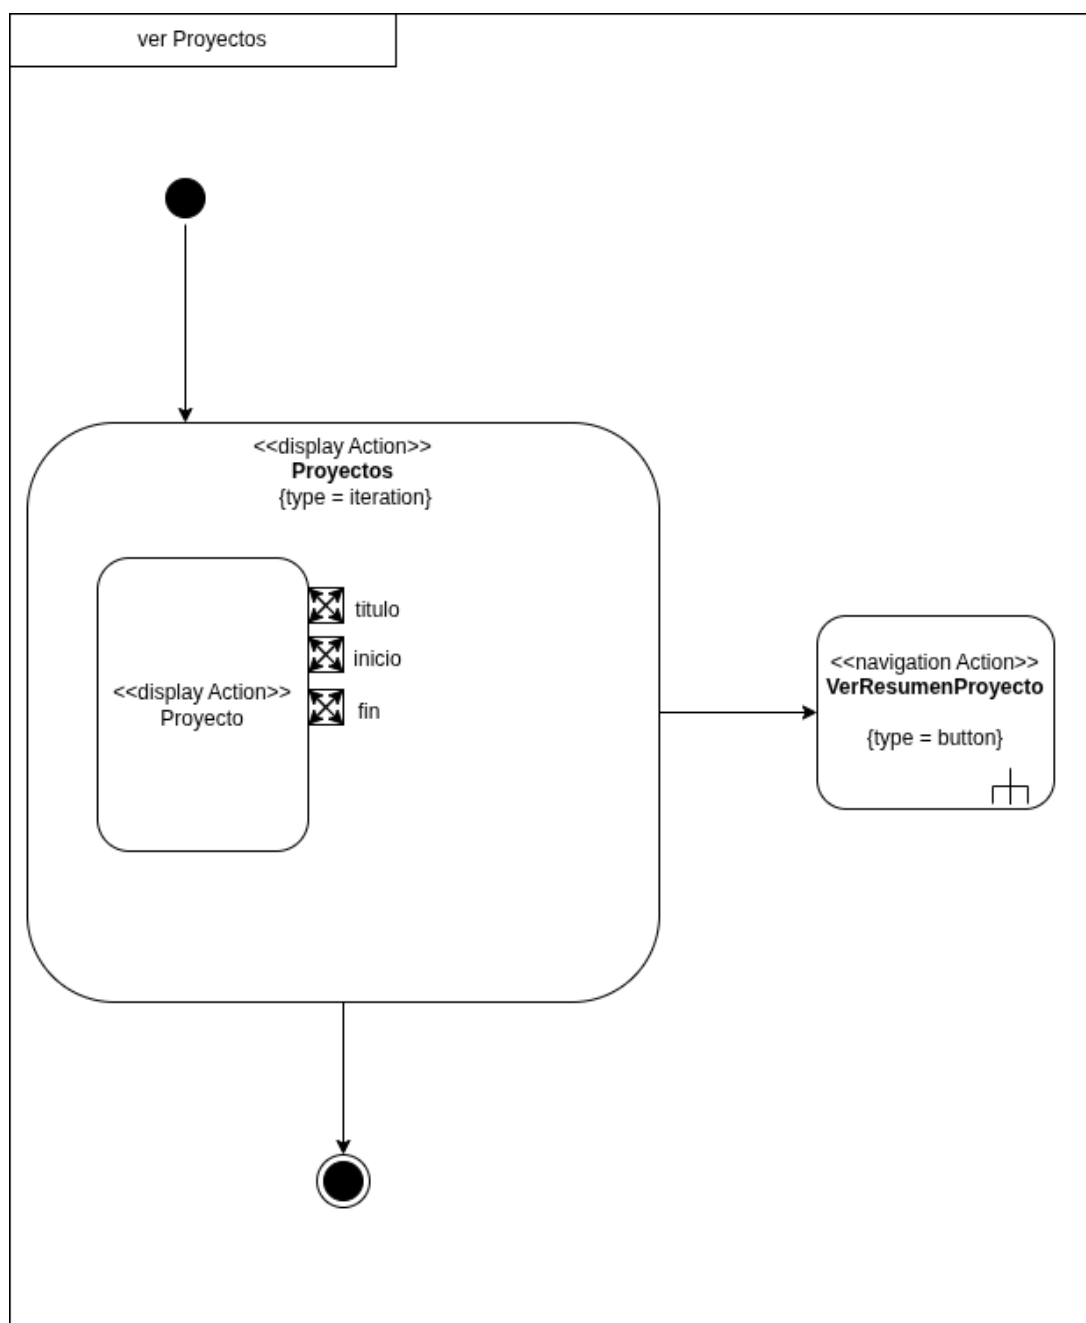 ver Proyectos
<<display Action>>
Proyectos
{type = iteration}
titulo
inicio
<<display Action>>
Proyecto
fin
<<navigation Action>>
VerResumenProyecto
{type = button}